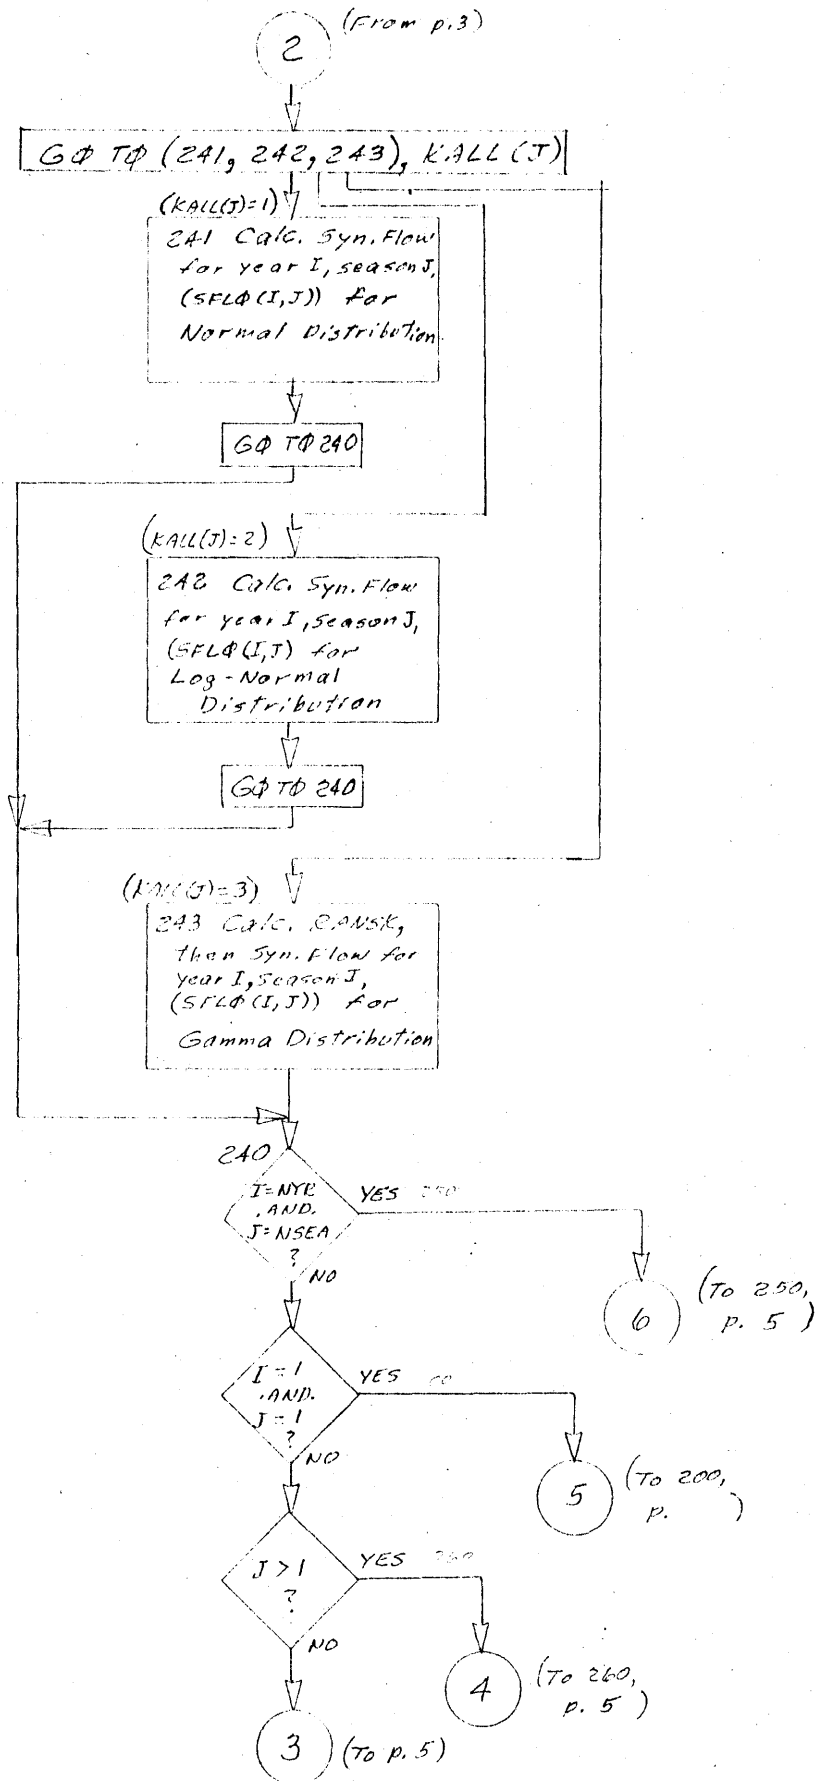 (From p.3)
2
GØ TØ (241, 242, 243), KALL (J)
(KALL(J)=1)
241 Calc. Syn. Flow
for year I, season J,
(SFLØ(I,J)) for
Normal Distribution
GØ TØ 240
(KALL(J)=2)
242 Calc. Syn. Flow
for year I, season J,
(SFLØ(I,J) for
Log-Normal
Distribution
GØ TØ 240
(KALL(J)=3)
243 Calc. RANSK,
then Syn. Flow for
year I, season J,
(SFLØ(I,J)) for
Gamma Distribution
240
I=NYR
.AND.
J=NSEA
?
YES 250
NO
6
(To 250,
p. 5)
I=1
.AND.
J=1
?
YES
NO
5
(To 200,
p. )
J>1
?
YES 260
NO
4
(To 260,
p. 5)
3
(To p. 5)